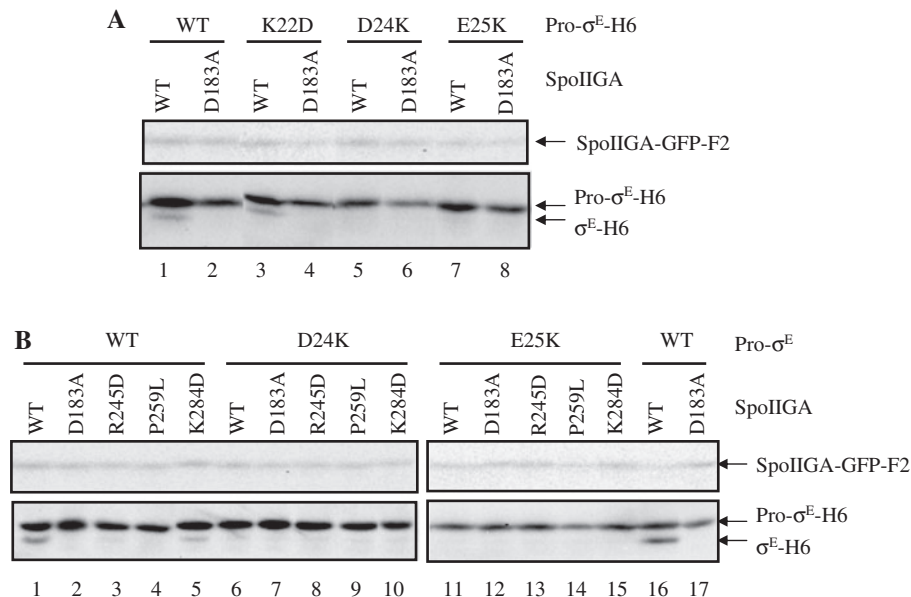 A
WT K22D D24K E25K Pro-σᴱ-H6
WT D183A WT D183A WT D183A WT D183A SpoIIGA
SpoIIGA-GFP-F2
Pro-σᴱ-H6
σᴱ-H6
1 2 3 4 5 6 7 8
B
WT D24K E25K WT Pro-σᴱ
WT D183A R245D P259L K284D WT D183A R245D P259L K284D WT D183A R245D P259L K284D WT D183A SpoIIGA
SpoIIGA-GFP-F2
Pro-σᴱ-H6
σᴱ-H6
1 2 3 4 5 6 7 8 9 10 11 12 13 14 15 16 17